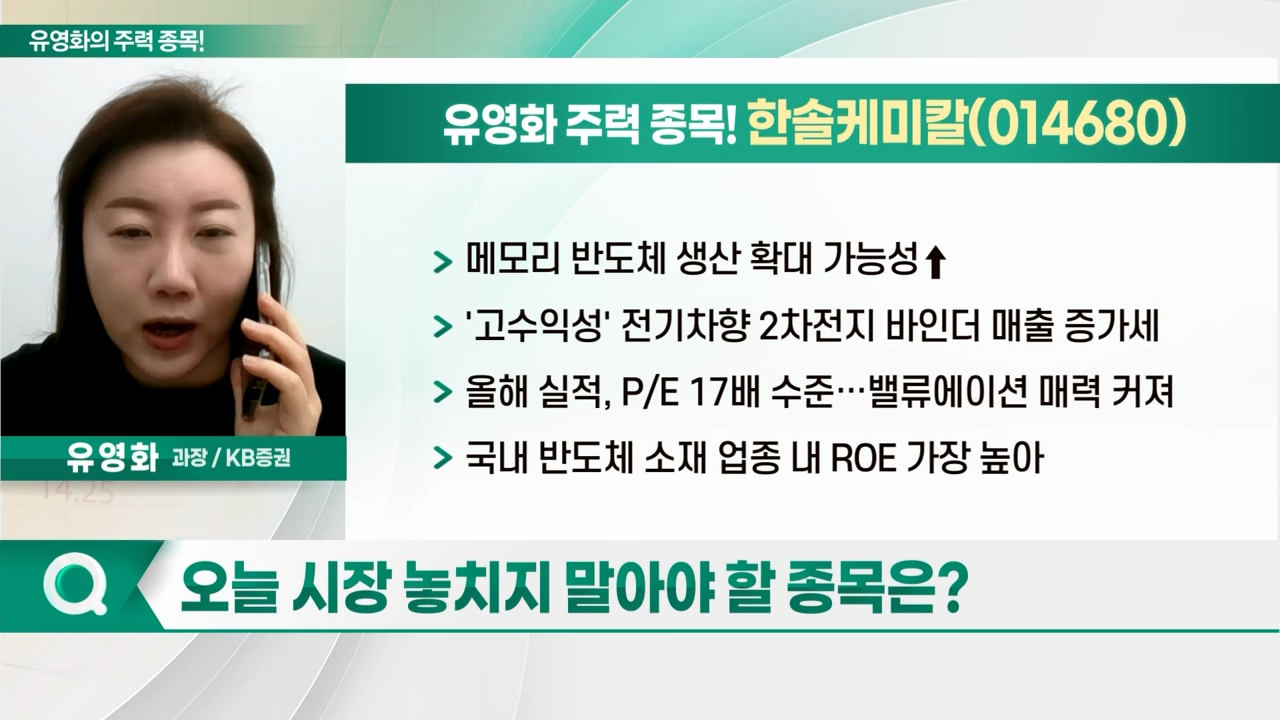 유영화의 주력 종목!
유영화 주력 종목! 한솔케미칼(014680)
> 메모리 반도체 생산 확대 가능성⬆
> '고수익성' 전기차향 2차전지 바인더 매출 증가세
> 올해 실적, P/E 17배 수준…밸류에이션 매력 커져
> 국내 반도체 소재 업종 내 ROE 가장 높아
유영화 과장 / KB증권
14.25
오늘 시장 놓치지 말아야 할 종목은?